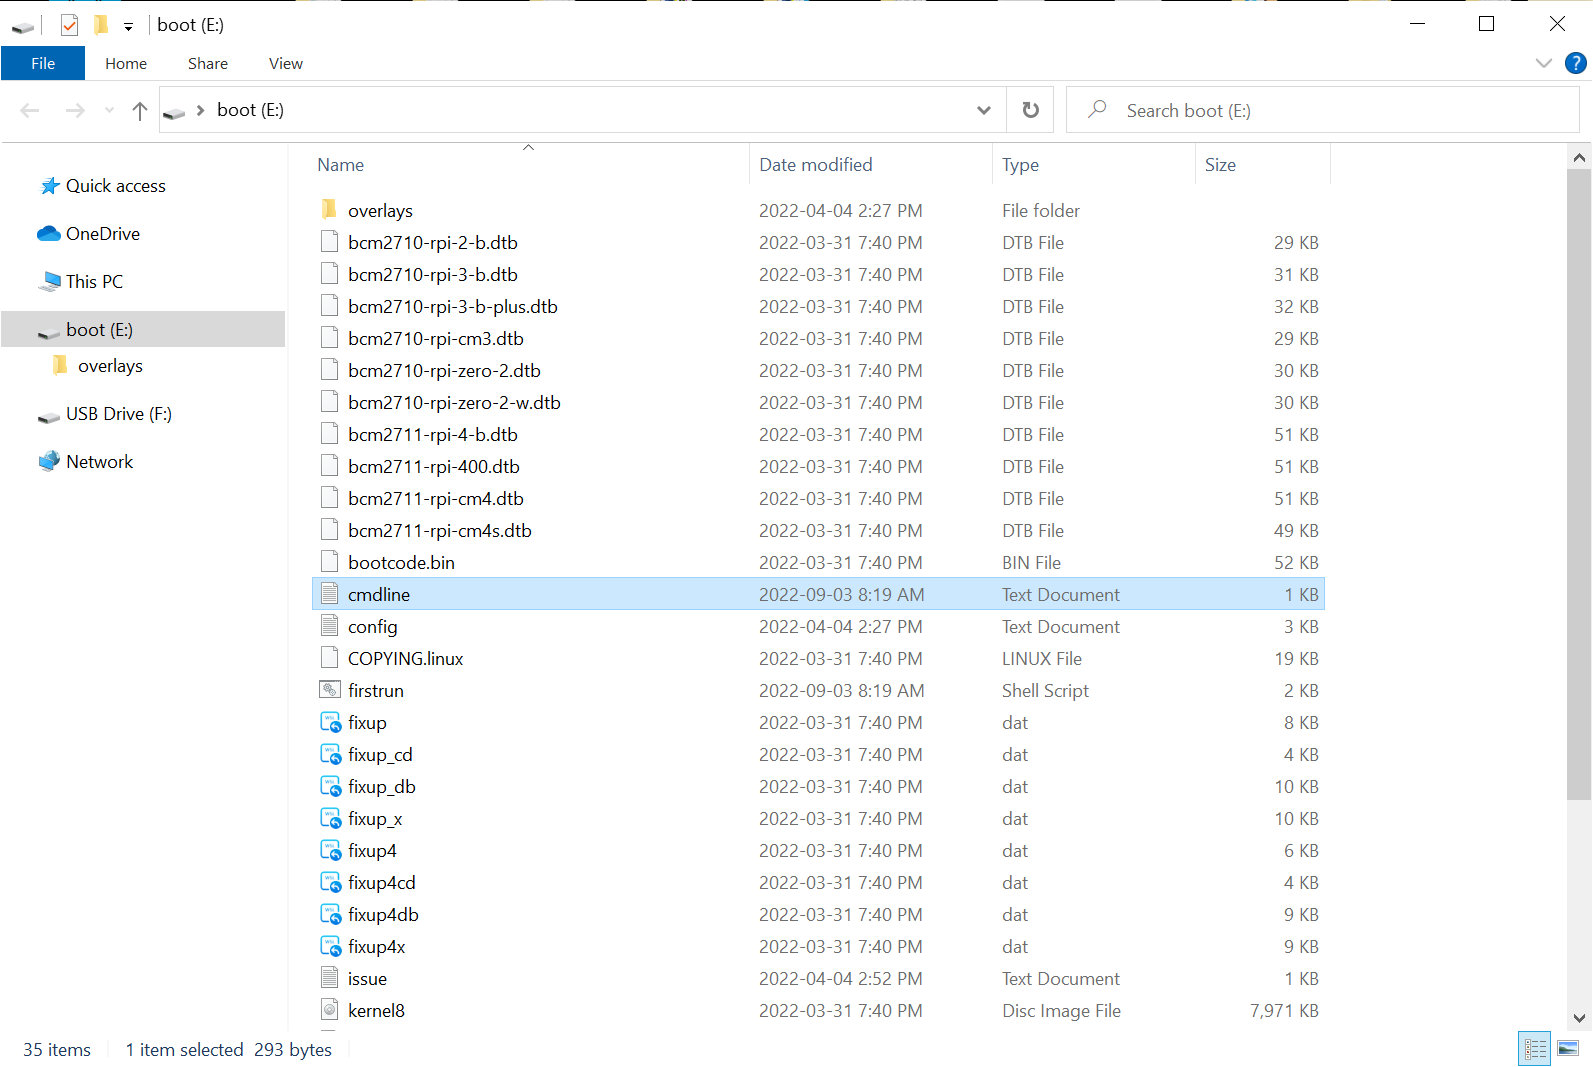 boot (E:)
File Home Share View
boot (E:)
Search boot (E:)
Name Date modified Type Size
Quick access
OneDrive
This PC
boot (E:)
overlays
USB Drive (F:)
Network
overlays 2022-04-04 2:27 PM File folder
bcm2710-rpi-2-b.dtb 2022-03-31 7:40 PM DTB File 29 KB
bcm2710-rpi-3-b.dtb 2022-03-31 7:40 PM DTB File 31 KB
bcm2710-rpi-3-b-plus.dtb 2022-03-31 7:40 PM DTB File 32 KB
bcm2710-rpi-cm3.dtb 2022-03-31 7:40 PM DTB File 29 KB
bcm2710-rpi-zero-2.dtb 2022-03-31 7:40 PM DTB File 30 KB
bcm2710-rpi-zero-2-w.dtb 2022-03-31 7:40 PM DTB File 30 KB
bcm2711-rpi-4-b.dtb 2022-03-31 7:40 PM DTB File 51 KB
bcm2711-rpi-400.dtb 2022-03-31 7:40 PM DTB File 51 KB
bcm2711-rpi-cm4.dtb 2022-03-31 7:40 PM DTB File 51 KB
bcm2711-rpi-cm4s.dtb 2022-03-31 7:40 PM DTB File 49 KB
bootcode.bin 2022-03-31 7:40 PM BIN File 52 KB
cmdline 2022-09-03 8:19 AM Text Document 1 KB
config 2022-04-04 2:27 PM Text Document 3 KB
COPYING.linux 2022-03-31 7:40 PM LINUX File 19 KB
firstrun 2022-09-03 8:19 AM Shell Script 2 KB
fixup 2022-03-31 7:40 PM dat 8 KB
fixup_cd 2022-03-31 7:40 PM dat 4 KB
fixup_db 2022-03-31 7:40 PM dat 10 KB
fixup_x 2022-03-31 7:40 PM dat 10 KB
fixup4 2022-03-31 7:40 PM dat 6 KB
fixup4cd 2022-03-31 7:40 PM dat 4 KB
fixup4db 2022-03-31 7:40 PM dat 9 KB
fixup4x 2022-03-31 7:40 PM dat 9 KB
issue 2022-04-04 2:52 PM Text Document 1 KB
kernel8 2022-03-31 7:40 PM Disc Image File 7,971 KB
35 items 1 item selected 293 bytes